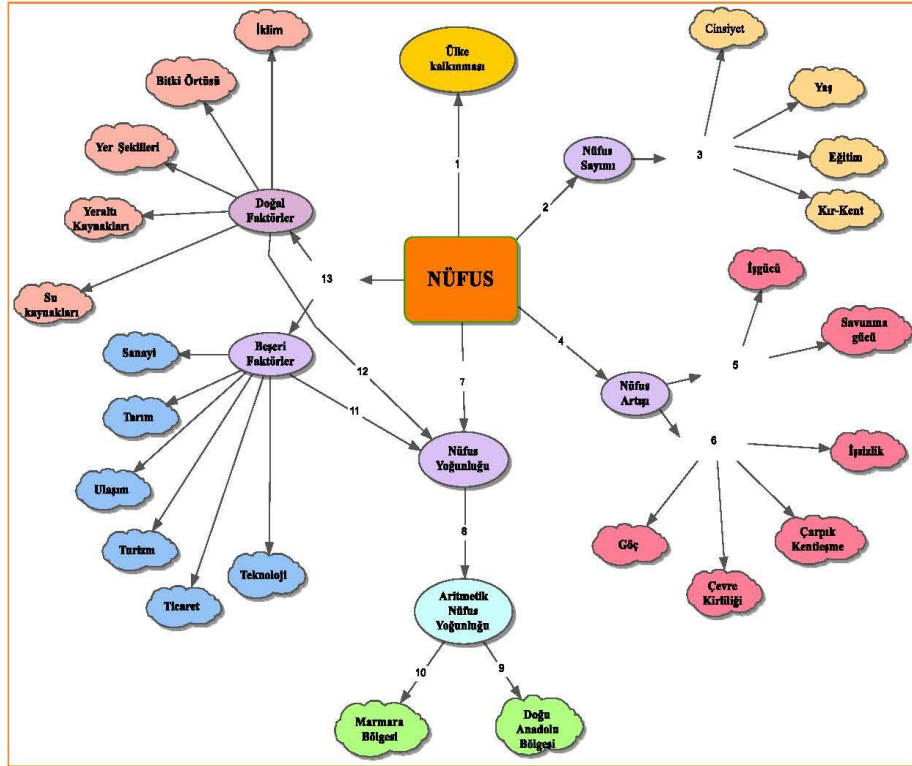 İklim
Ülke
kalkınması
Cinsiyet
Bitki Örtüsü
Yaş
Yer Şekilleri
Nüfus
Sayımı
3
1
Eğitim
Yeraltı
Kaynakları
Doğal
Faktörler
2
Kır-Kent
13
NÜFUS
İşgücü
Su
kaynakları
Savunma
gücü
Sanayi
Beşeri
Faktörler
4
12
7
5
Nüfus
Artışı
Tarım
11
6
Nüfus
Yoğunluğu
İşsizlik
Ulaşım
Turizm
8
Göç
Çarpık
Kentleşme
Teknoloji
Çevre
Kirliliği
Ticaret
Aritmetik
Nüfus
Yoğunluğu
10
9
Marmara
Bölgesi
Doğu
Anadolu
Bölgesi